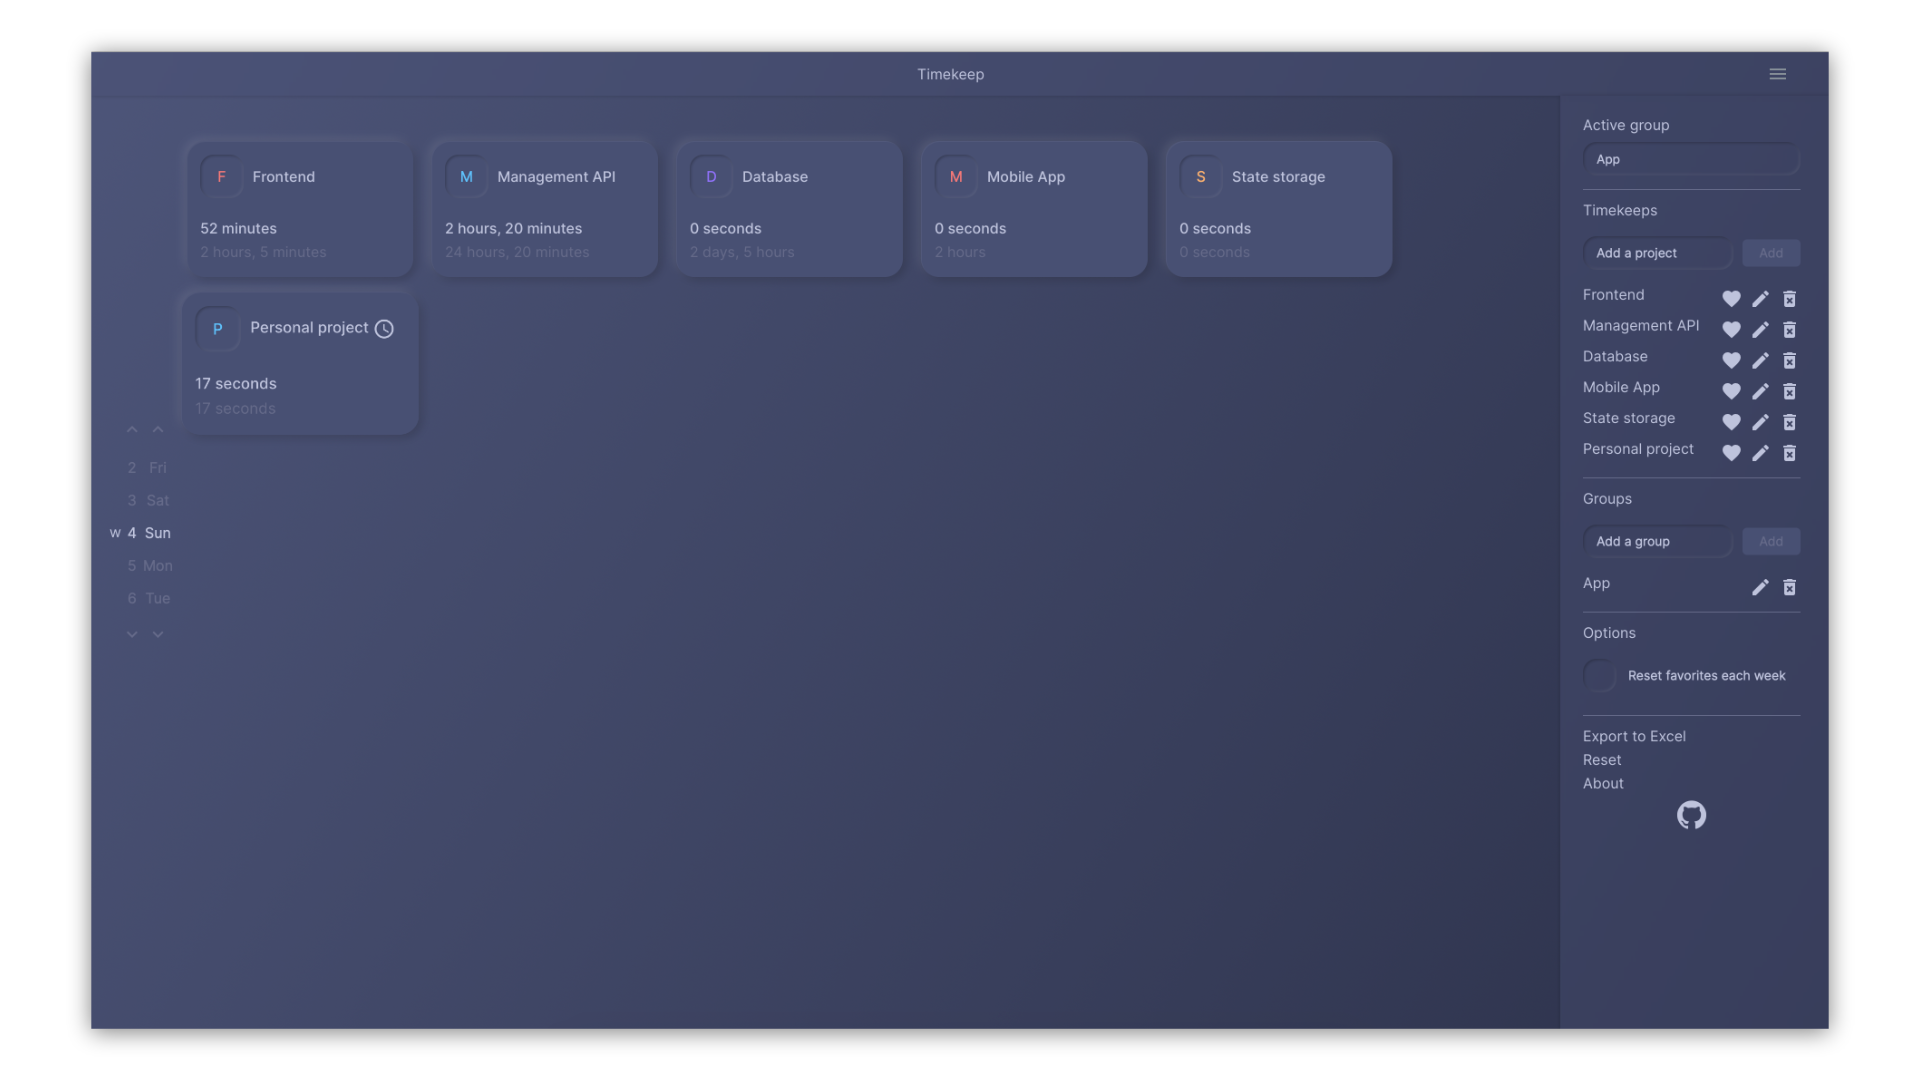 Timekeep
F Frontend
52 minutes
2 hours, 5 minutes
M Management API
2 hours, 20 minutes
24 hours, 20 minutes
D Database
0 seconds
2 days, 5 hours
M Mobile App
0 seconds
2 hours
S State storage
0 seconds
0 seconds
P Personal project
17 seconds
17 seconds
2 Fri
3 Sat
W 4 Sun
5 Mon
6 Tue
Active group
App
Timekeeps
Add a project Add
Frontend
Management API
Database
Mobile App
State storage
Personal project
Groups
Add a group Add
App
Options
Reset favorites each week
Export to Excel
Reset
About